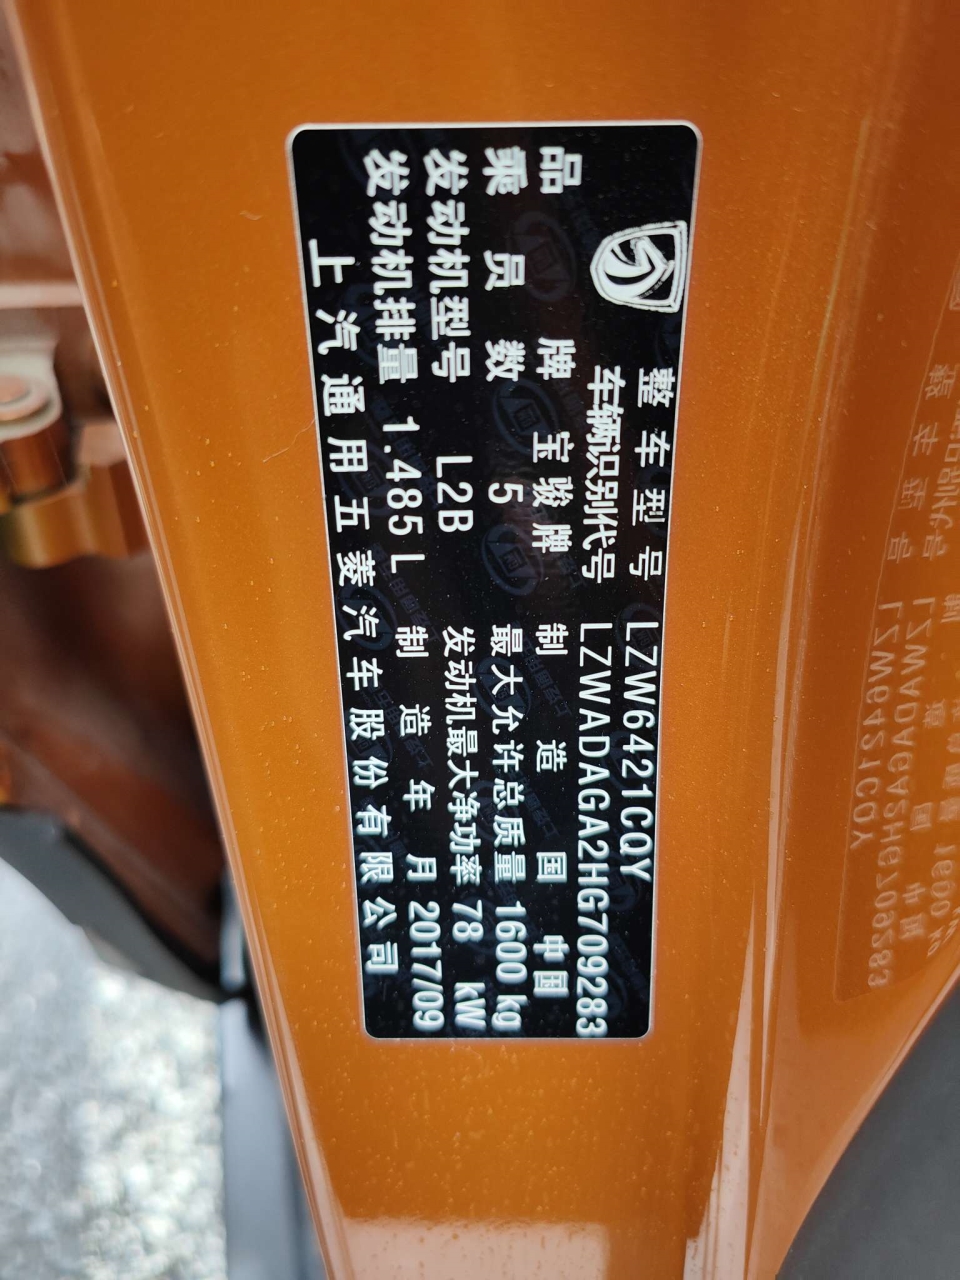 整车型号 LZW6421CQY
车辆识别代号 LZWADAGA2HG709283
品牌 宝骏牌 制造国 中国
乘员数 5 最大允许总质量 1600 kg
发动机型号 L2B 发动机最大净功率 78 kW
发动机排量 1.485 L 制造年月 2017/09
上汽通用五菱汽车股份有限公司